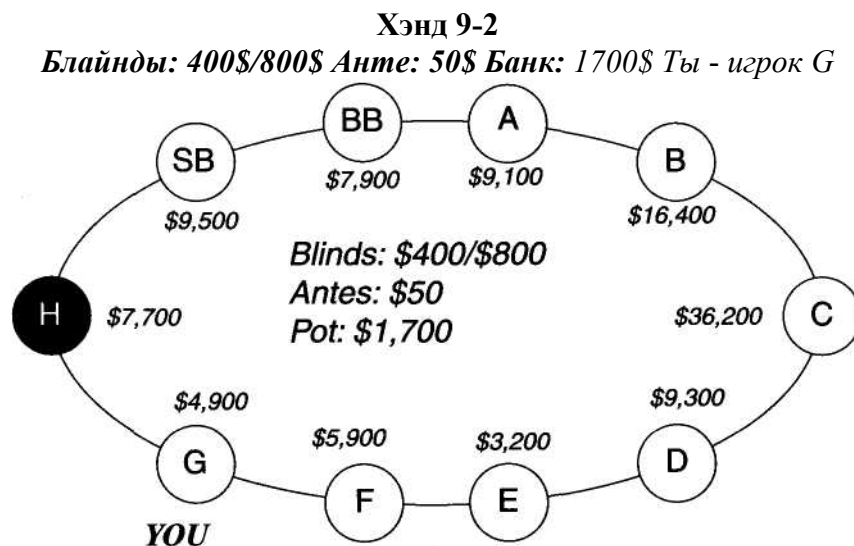 Хэнд 9-2
Блайнды: 400$/800$ Анте: 50$ Банк: 1700$ Ты - игрок G
BB
A
SB
B
$7,900
$9,100
$9,500
$16,400
Blinds: $400/$800
Antes: $50
Pot: $1,700
H
$7,700
$36,200
C
$4,900
$5,900
$3,200
$9,300
G
F
E
D
YOU